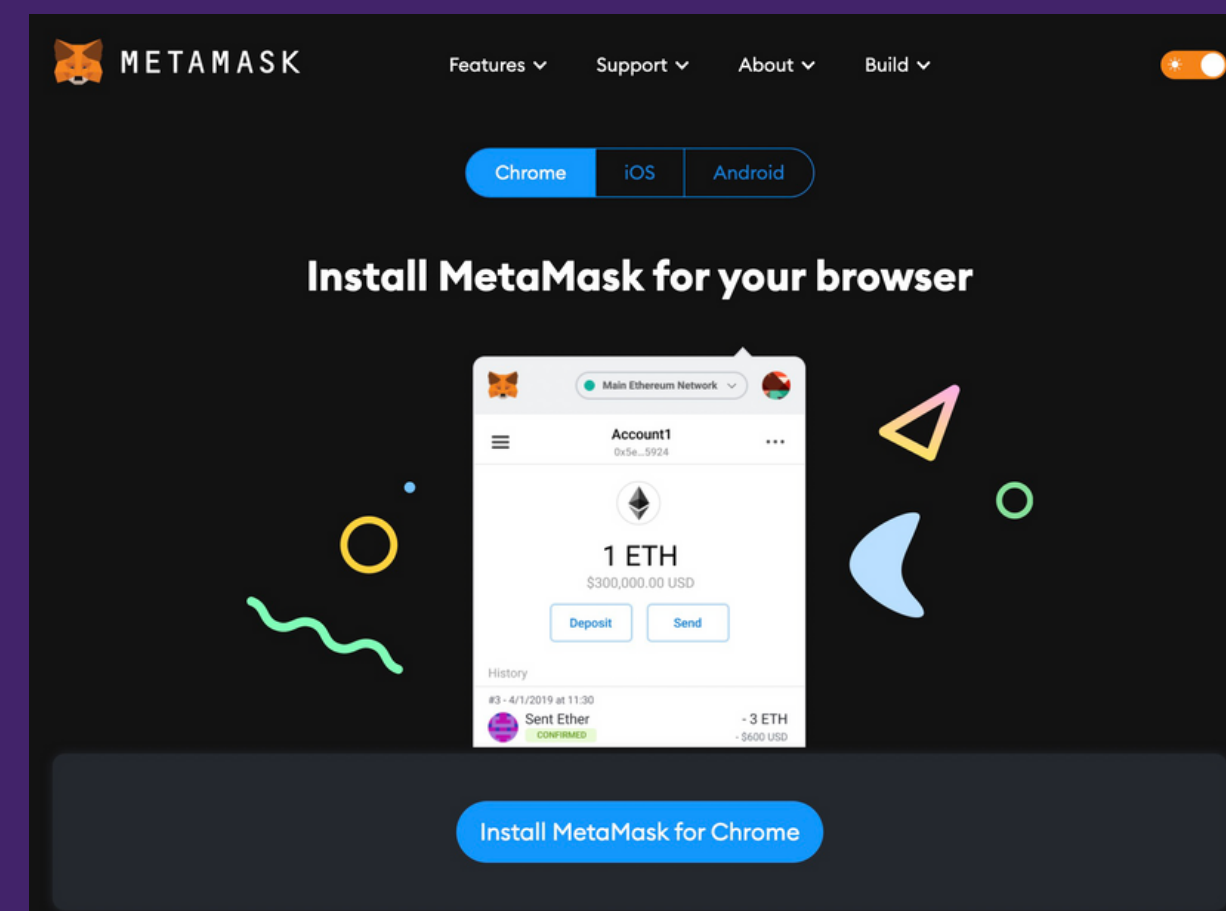 METAMASK
Features Support About Build
Chrome iOS Android
Install MetaMask for your browser
Main Ethereum Network
Account1
0x5e...5924
1 ETH
$300,000.00 USD
Deposit Send
History
#3 - 4/1/2019 at 11:30
Sent Ether - 3 ETH
CONFIRMED - $600 USD
Install MetaMask for Chrome